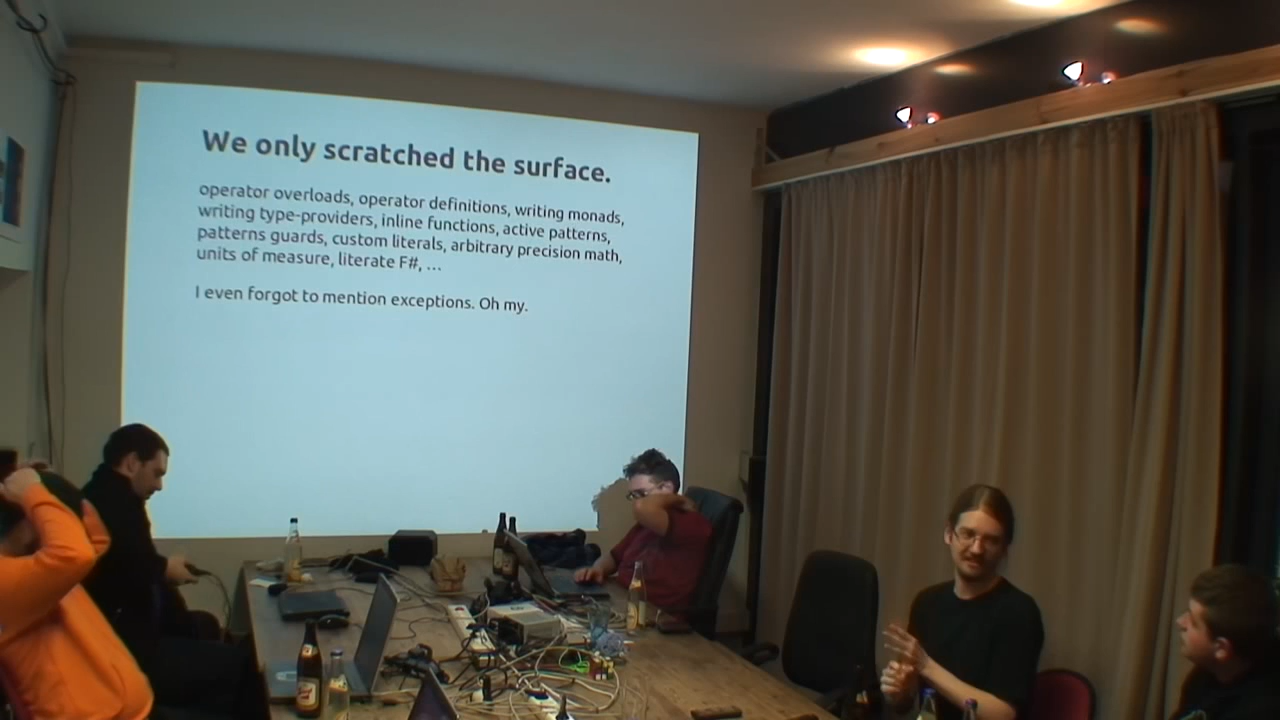 We only scratched the surface.
operator overloads, operator definitions, writing monads,
writing type-providers, inline functions, active patterns,
patterns guards, custom literals, arbitrary precision math,
units of measure, literate F#, ...
I even forgot to mention exceptions. Oh my.